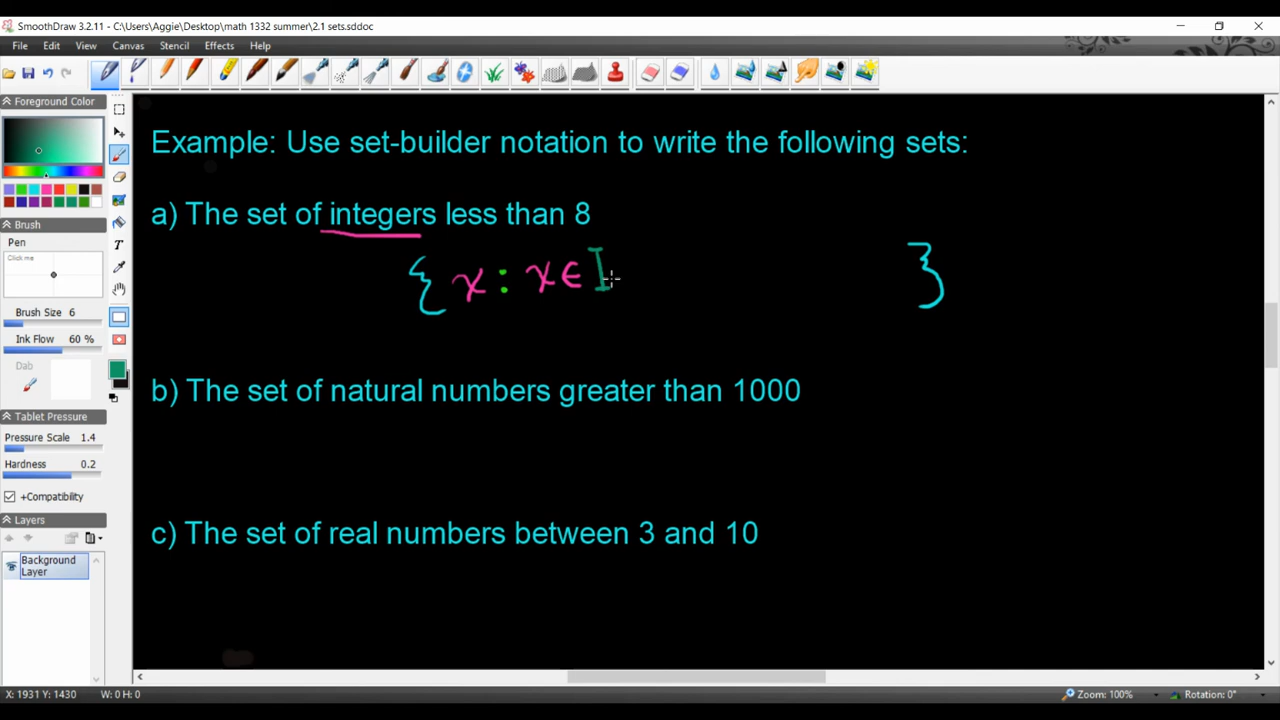 SmoothDraw 3.2.11 - C:\Users\Aggie\Desktop\math 1332 summer\2.1 sets.sddoc
File Edit View Canvas Stencil Effects Help
Foreground Color
Brush
Pen
Click me
Brush Size 6
Ink Flow 60 %
Dab
Tablet Pressure
Pressure Scale 1.4
Hardness 0.2
+Compatibility
Layers
Background
Layer
Example: Use set-builder notation to write the following sets:
a) The set of integers less than 8
{ x : x ∈ I }
b) The set of natural numbers greater than 1000
c) The set of real numbers between 3 and 10
X: 1931 Y: 1430 W: 0 H: 0 Zoom: 100% Rotation: 0°